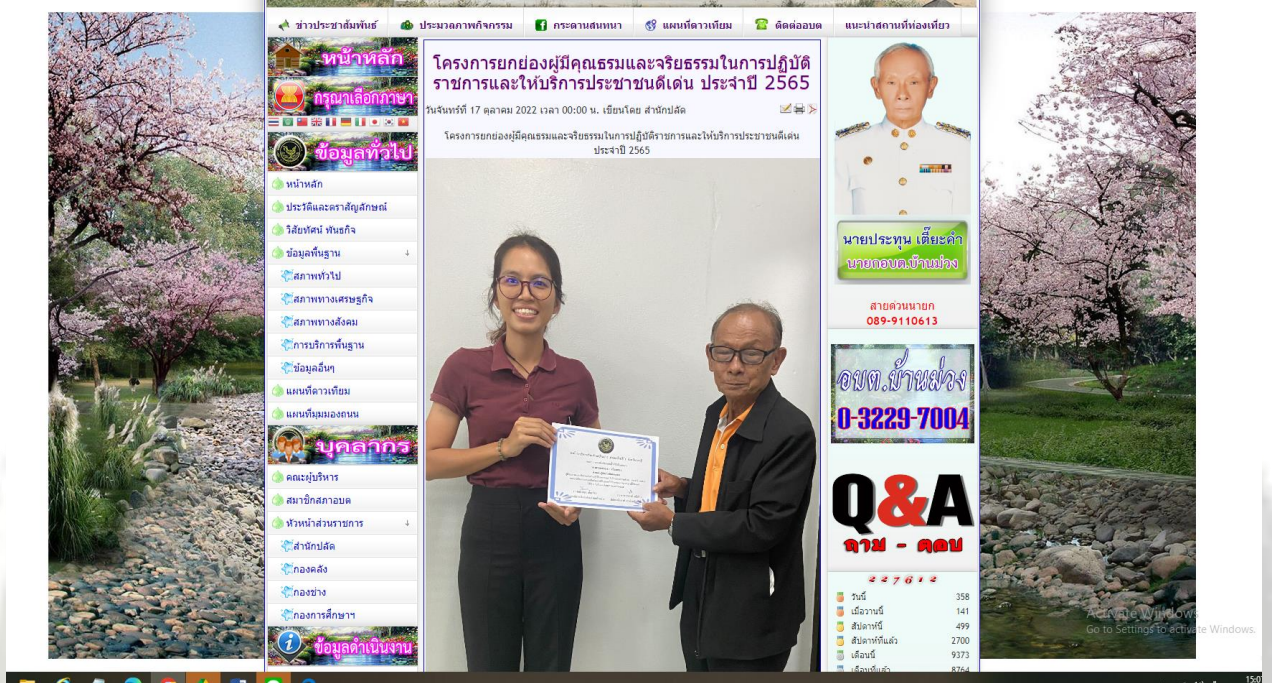 ข่าวประชาสัมพันธ์ ประมวลภาพกิจกรรม กระดานสนทนา แผนที่ดาวเทียม ติดต่ออบต แนะนำสถานที่ท่องเที่ยว
หน้าหลัก
กรุณาเลือกภาษา
ข้อมูลทั่วไป
หน้าหลัก
ประวัติและตราสัญลักษณ์
วิสัยทัศน์ พันธกิจ
ข้อมูลพื้นฐาน
สภาพทั่วไป
สภาพทางเศรษฐกิจ
สภาพทางสังคม
การบริการพื้นฐาน
ข้อมูลอื่นๆ
แผนที่ดาวเทียม
แผนที่มุมมองถนน
บุคลากร
คณะผู้บริหาร
สมาชิกสภาอบต
หัวหน้าส่วนราชการ
สำนักปลัด
กองคลัง
กองช่าง
กองการศึกษาฯ
ข้อมูลดำเนินงาน
โครงการยกย่องผู้มีคุณธรมและจริยธรรมในการปฏิบัติ
ราชการและให้บริการประชาชนดีเด่น ประจำปี 2565
วันจันทร์ที่ 17 ตุลาคม 2022 เวลา 00:00 น. เขียนโดย สำนักปลัด
โครงการยกย่องผู้มีคุณธรมและจริยธรรมในการปฏิบัติราชการและให้บริการประชาชนดีเด่น
ประจำปี 2565
นายประทุน เตี๊ยะคำ
นายกอบต.บ้านม่วง
สายด่วนนายก
089-9110613
อบต.บ้านม่วง
0-3229-7004
Q&A
ถาม - ตอบ
227612
วันนี้ 358
เมื่อวานนี้ 141
สัปดาห์นี้ 499
สัปดาห์ที่แล้ว 2700
เดือนนี้ 9373
เดือนที่แล้ว 8764
Activate Windows
Go to Settings to activate Windows.